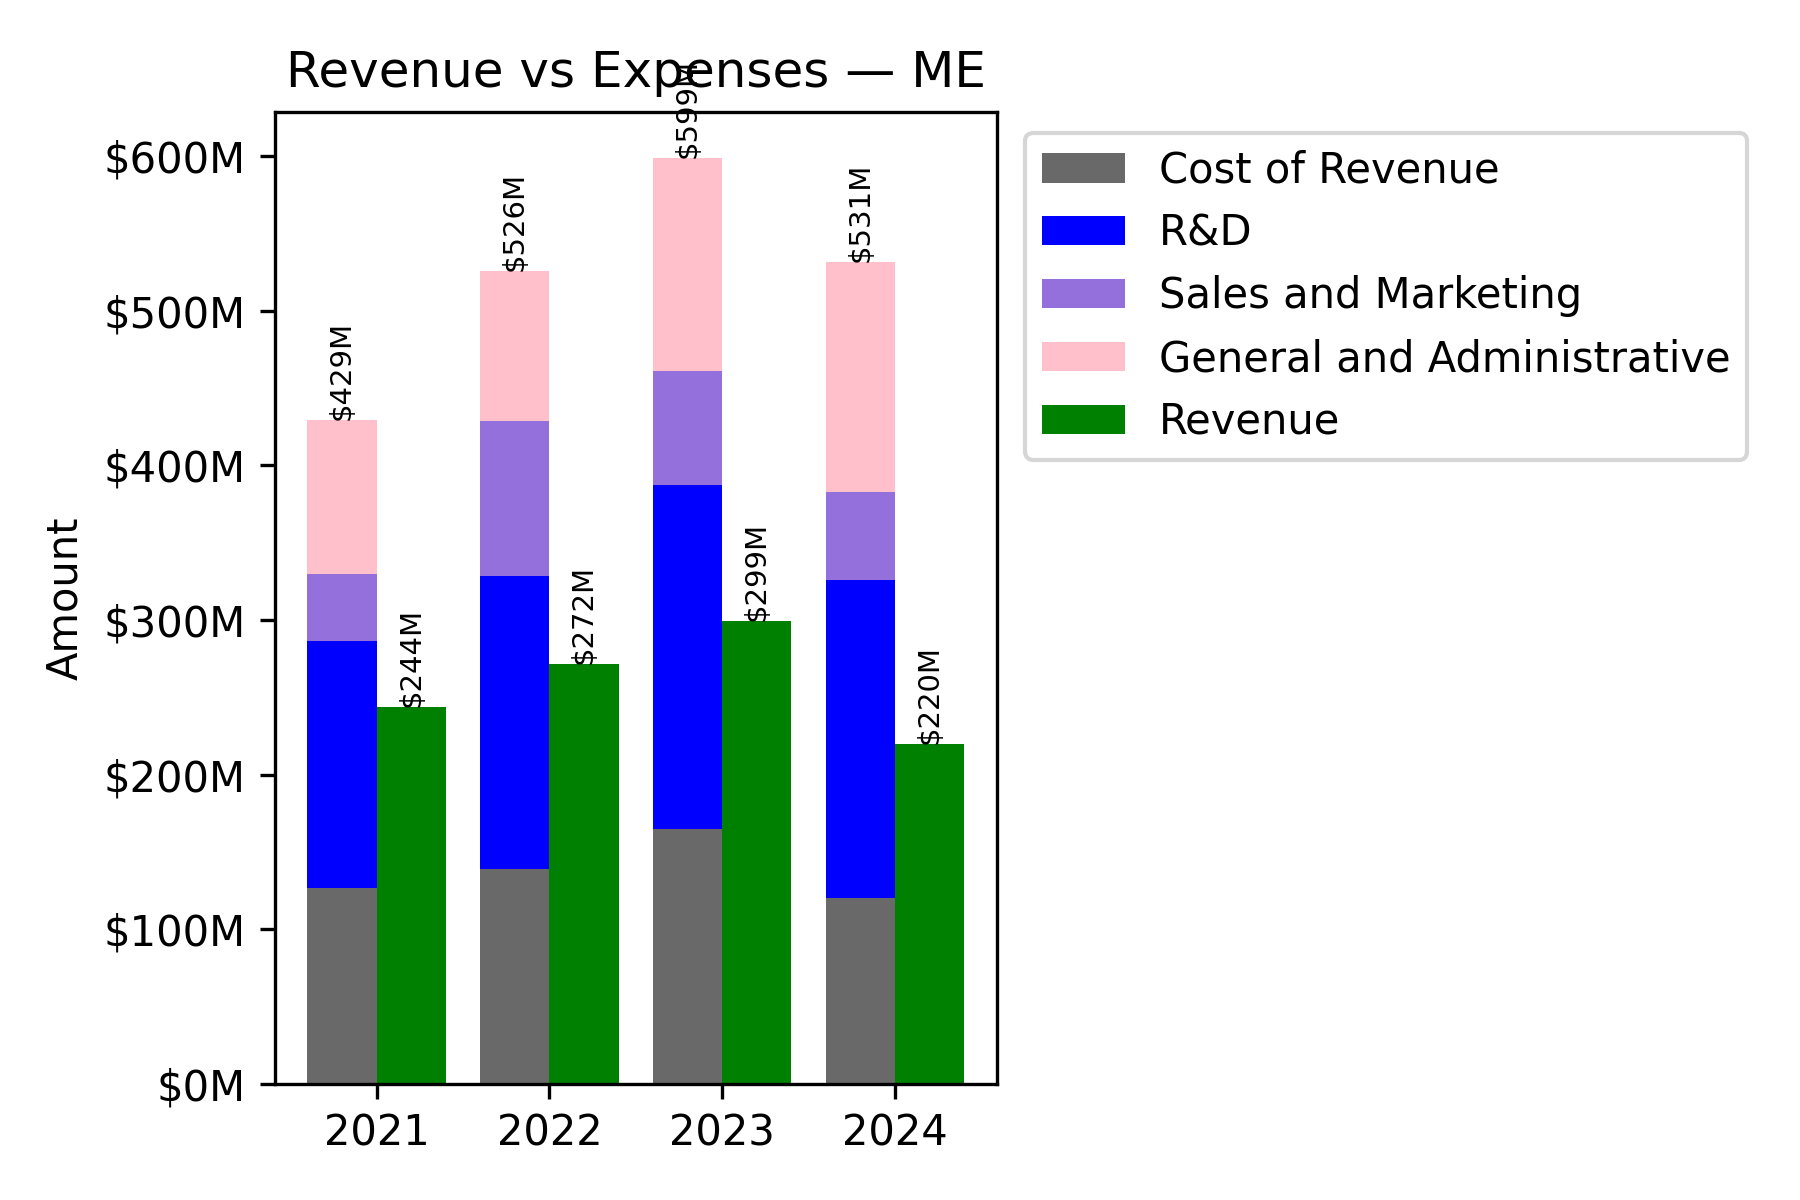 Revenue vs Expenses — ME
Amount
$600M
$500M
$400M
$300M
$200M
$100M
$0M
$429M
$244M
$526M
$272M
$599M
$299M
$531M
$220M
2021
2022
2023
2024
Cost of Revenue
R&D
Sales and Marketing
General and Administrative
Revenue